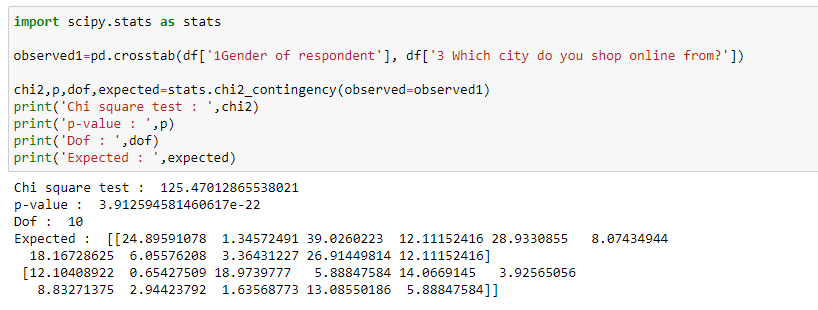 import scipy.stats as stats
observed1=pd.crosstab(df['1Gender of respondent'], df['3 Which city do you shop online from?'])
chi2,p,dof,expected=stats.chi2_contingency(observed=observed1)
print('Chi square test : ',chi2)
print('p-value : ',p)
print('Dof : ',dof)
print('Expected : ',expected)
Chi square test :  125.47012865538021
p-value :  3.912594581460617e-22
Dof :  10
Expected :  [[24.89591078  1.34572491 39.0260223  12.11152416 28.9330855   8.07434944
  18.16728625  6.05576208  3.36431227 26.91449814 12.11152416]
 [12.10408922  0.65427509 18.9739777   5.88847584 14.0669145   3.92565056
   8.83271375  2.94423792  1.63568773 13.08550186  5.88847584]]